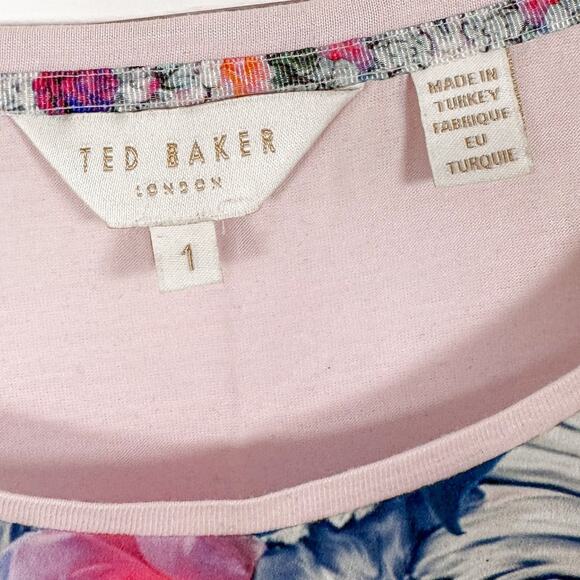 TED BAKER
LONDON
1
MADE IN
TURKEY
FABRIQUE
EU
TURQUIE